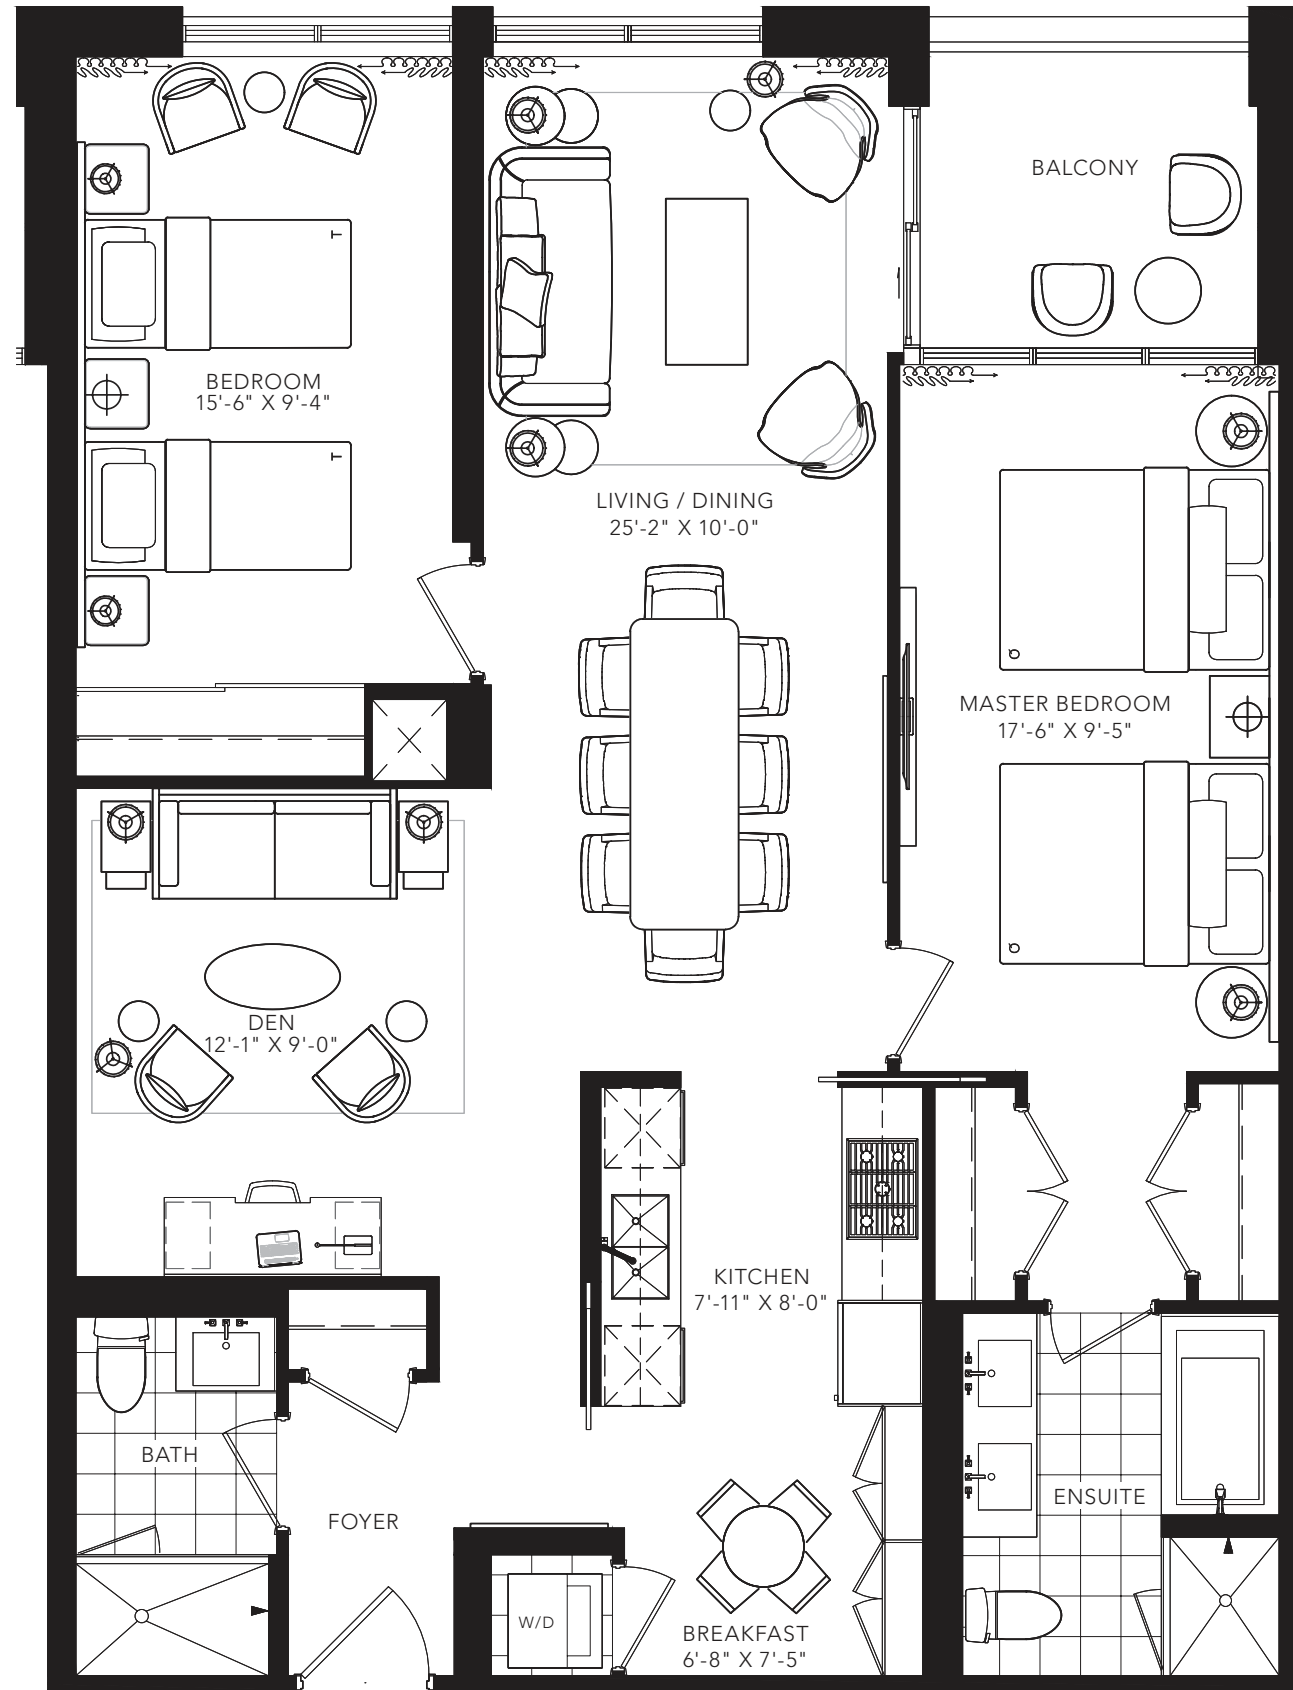 BALCONY
BEDROOM
15'-6" X 9'-4"
LIVING / DINING
25'-2" X 10'-0"
MASTER BEDROOM
17'-6" X 9'-5"
DEN
12'-1" X 9'-0"
KITCHEN
7'-11" X 8'-0"
BATH
ENSUITE
FOYER
W/D
BREAKFAST
6'-8" X 7'-5"